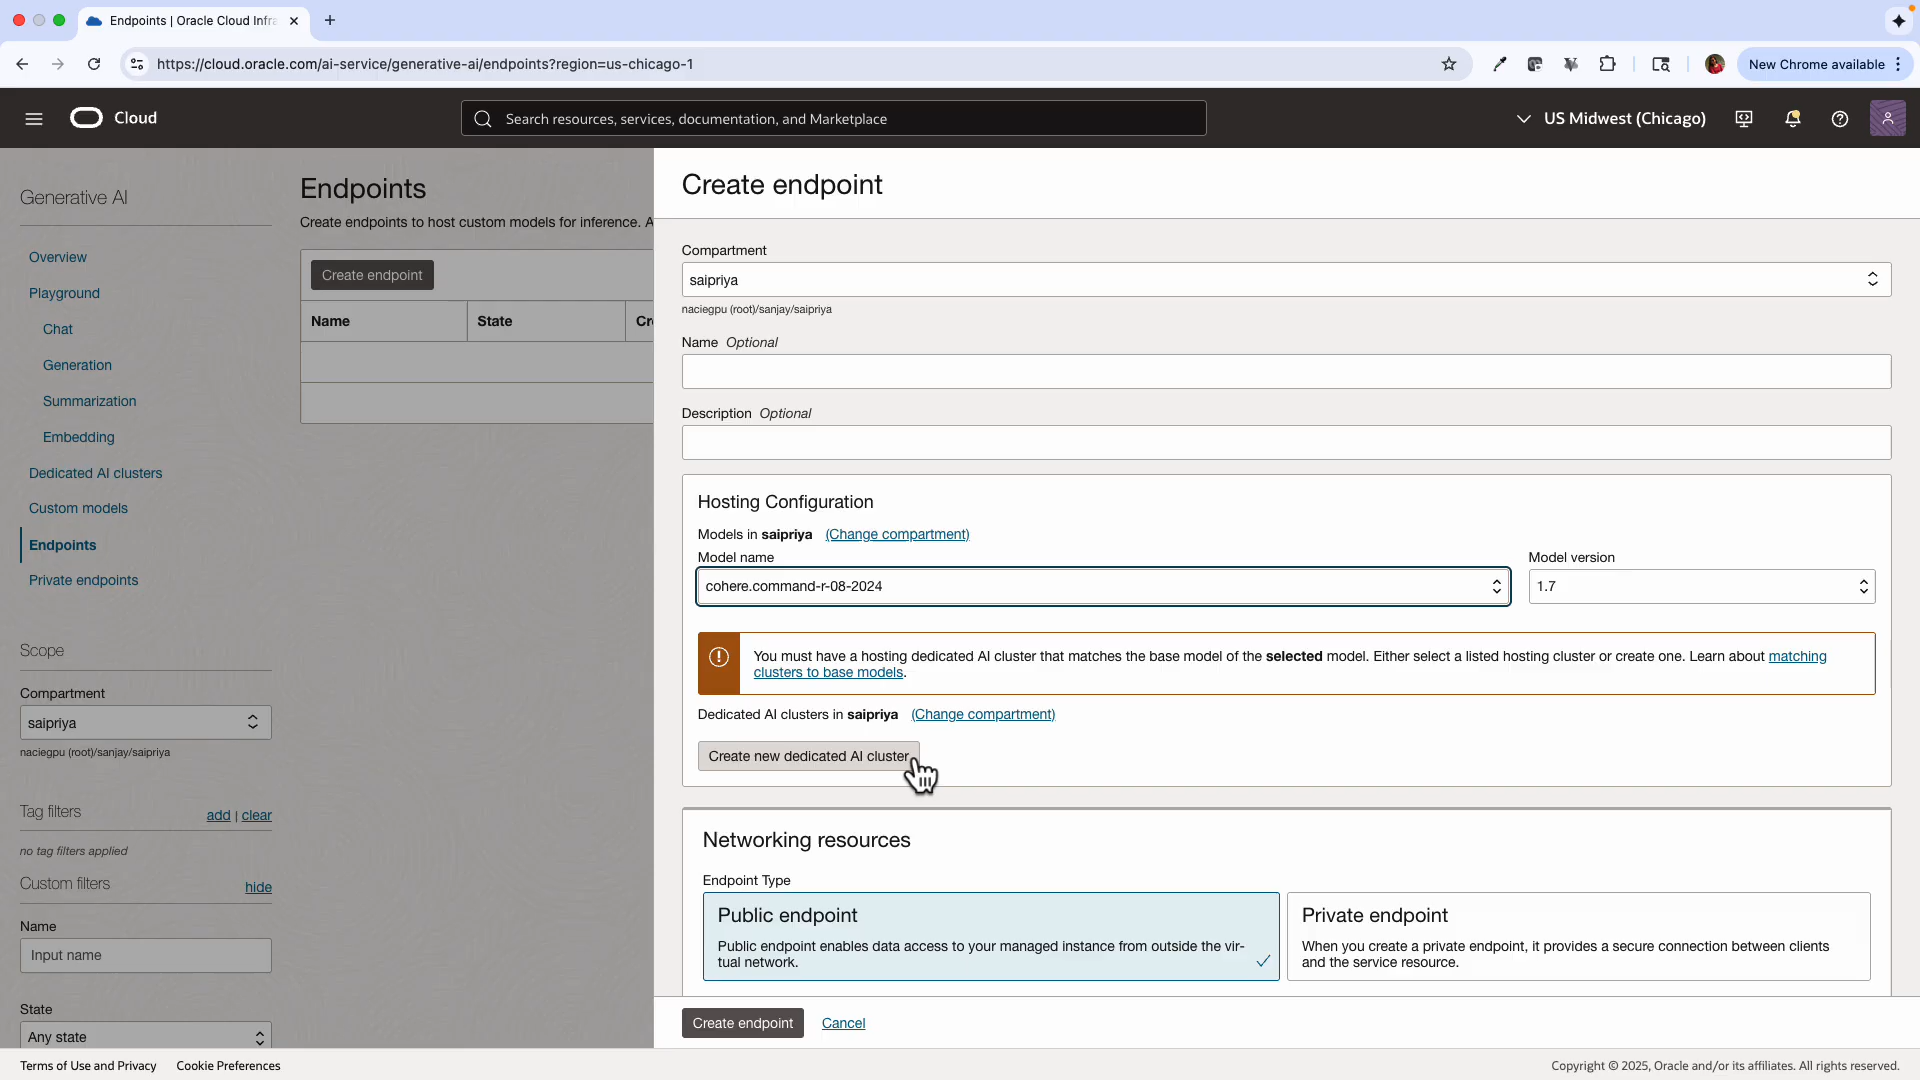 Endpoints | Oracle Cloud Infra
https://cloud.oracle.com/ai-service/generative-ai/endpoints?region=us-chicago-1
New Chrome available
Cloud
Search resources, services, documentation, and Marketplace
US Midwest (Chicago)
Generative AI
Overview
Playground
Chat
Generation
Summarization
Embedding
Dedicated AI clusters
Custom models
Endpoints
Private endpoints
Scope
Compartment
saipriya
naciegpu (root)/sanjay/saipriya
Tag filters add | clear
no tag filters applied
Custom filters hide
Name
Input name
State
Any state
Endpoints
Create endpoints to host custom models for inference. A
Create endpoint
Name State Cr
Create endpoint
Compartment
saipriya
naciegpu (root)/sanjay/saipriya
Name Optional
Description Optional
Hosting Configuration
Models in saipriya (Change compartment)
Model name Model version
cohere.command-r-08-2024 1.7
You must have a hosting dedicated AI cluster that matches the base model of the selected model. Either select a listed hosting cluster or create one. Learn about matching
clusters to base models.
Dedicated AI clusters in saipriya (Change compartment)
Create new dedicated AI cluster
Networking resources
Endpoint Type
Public endpoint
Public endpoint enables data access to your managed instance from outside the vir-
tual network.
Private endpoint
When you create a private endpoint, it provides a secure connection between clients
and the service resource.
Create endpoint Cancel
Terms of Use and Privacy Cookie Preferences
Copyright © 2025, Oracle and/or its affiliates. All rights reserved.